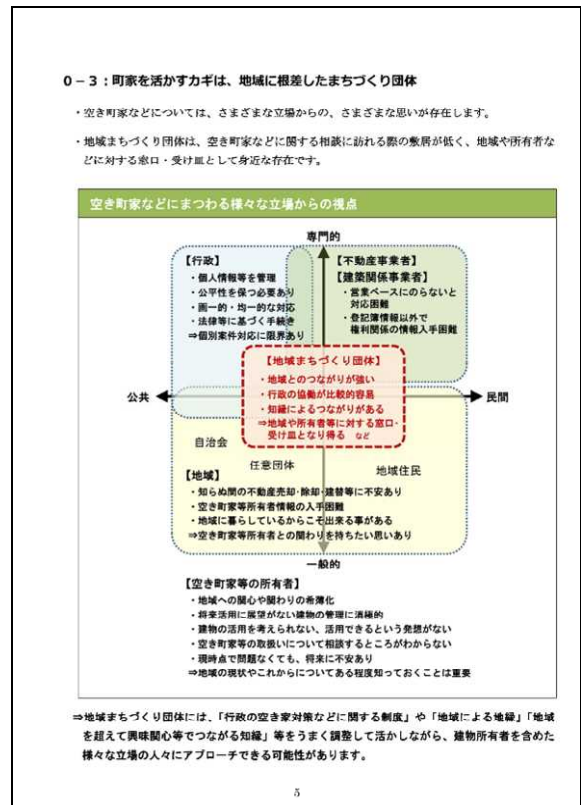 0－3：町家を活かすカギは、地域に根差したまちづくり団体
・空き町家などについては、さまざまな立場からの、さまざまな思いが存在します。
・地域まちづくり団体は、空き町家などに関する相談に訪れる際の敷居が低く、地域や所有者な
どに対する窓口・受け皿として身近な存在です。
空き町家などにまつわる様々な立場からの視点
専門的
【行政】
・個人情報等を管理
・公平性を保つ必要あり
・画一的・均一的な対応
・法律等に基づく手続き
⇒個別案件対応に限界あり
【不動産事業者】
【建築関係事業者】
・営業ベースにのらないと
対応困難
・登記簿情報以外で
権利関係の情報入手困難
【地域まちづくり団体】
・地域とのつながりが強い
・行政の協働が比較的容易
・知縁によるつながりがある
⇒地域や所有者等に対する窓口・
受け皿となり得る など
公共
民間
自治会
任意団体
地域住民
【地域】
・知らぬ間の不動産売却・除却・建替等に不安あり
・空き町家等所有者情報の入手困難
・地域に暮らしているからこそ出来る事がある
⇒空き町家等所有者との関わりを持ちたい思いあり
一般的
【空き町家等の所有者】
・地域への関心や関わりの希薄化
・将来活用に展望がない建物の管理に消極的
・建物の活用を考えられない、活用できるという発想がない
・空き町家等の取扱いについて相談するところがわからない
・現時点で問題なくても、将来に不安あり
⇒地域の現状やこれからについてある程度知っておくことは重要
⇒地域まちづくり団体には、「行政の空き家対策などに関する制度」や「地域による地縁」「地域
を超えて興味関心等でつながる知縁」等をうまく調整して活かしながら、建物所有者を含めた
様々な立場の人々にアプローチできる可能性があります。
5